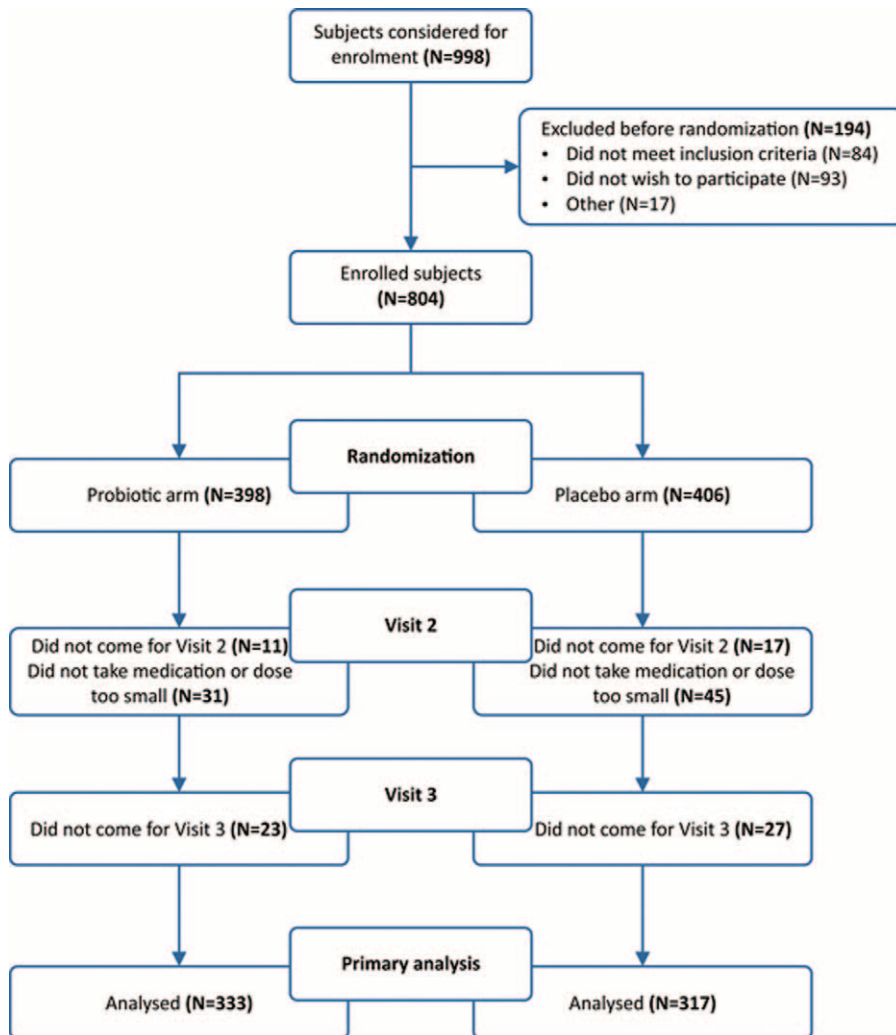 Subjects considered for
enrolment (N=998)
Excluded before randomization (N=194)
• Did not meet inclusion criteria (N=84)
• Did not wish to participate (N=93)
• Other (N=17)
Enrolled subjects
(N=804)
Randomization
Probiotic arm (N=398)
Placebo arm (N=406)
Visit 2
Did not come for Visit 2 (N=11)
Did not take medication or dose
too small (N=31)
Did not come for Visit 2 (N=17)
Did not take medication or dose
too small (N=45)
Visit 3
Did not come for Visit 3 (N=23)
Did not come for Visit 3 (N=27)
Primary analysis
Analysed (N=333)
Analysed (N=317)